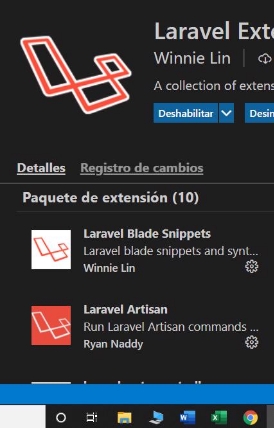 Laravel Ext
Winnie Lin
A collection of extens
Deshabilitar
Desin
Detalles Registro de cambios
Paquete de extensión (10)
Laravel Blade Snippets
Laravel blade snippets and synt...
Winnie Lin
Laravel Artisan
Run Laravel Artisan commands ...
Ryan Naddy